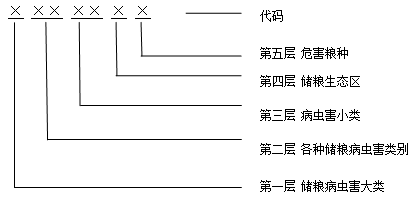 × ×× ×× × × 代码
第五层 危害粮种
第四层 储粮生态区
第三层 病虫害小类
第二层 各种储粮病虫害类别
第一层 储粮病虫害大类